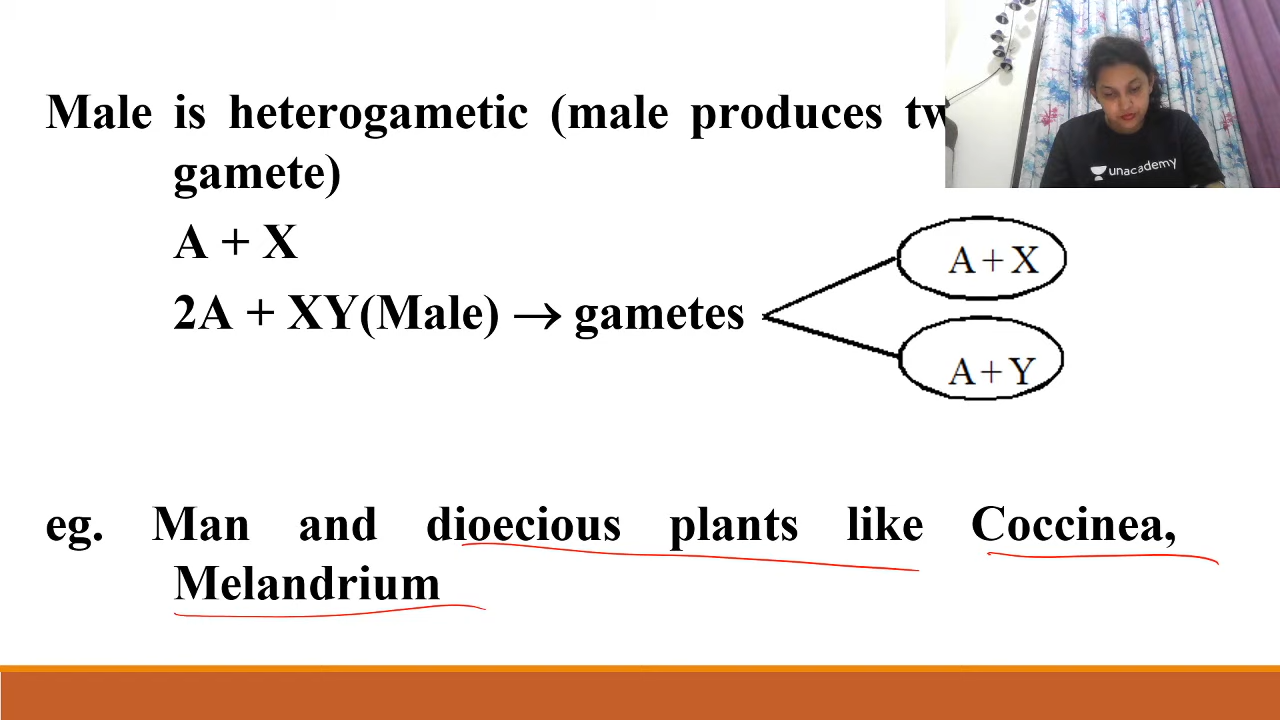 Male is heterogametic (male produces
gamete)
A + X
2A + XY(Male) → gametes
A + X
A + Y
eg. Man and dioecious plants like Coccinea,
Melandrium
unacademy